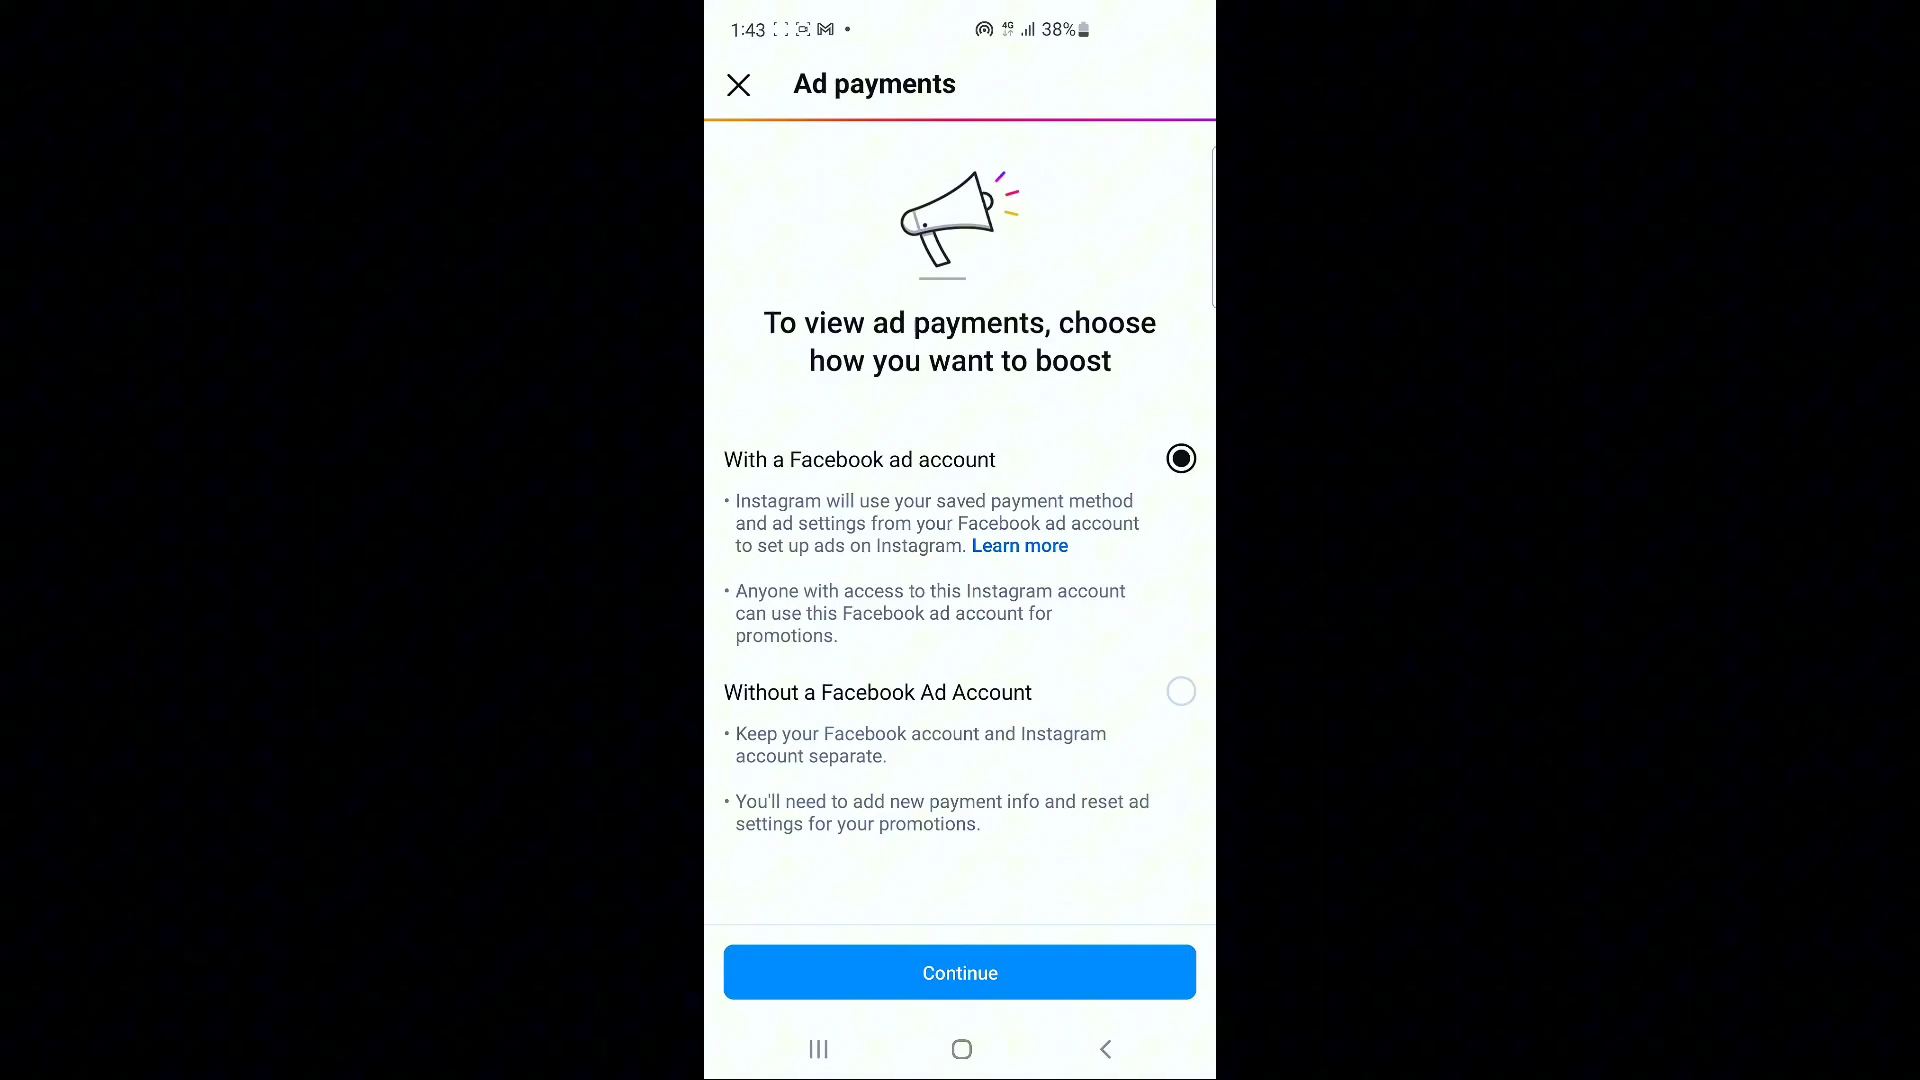 1:43 4G 38%
Ad payments
To view ad payments, choose
how you want to boost
With a Facebook ad account
• Instagram will use your saved payment method
and ad settings from your Facebook ad account
to set up ads on Instagram. Learn more
• Anyone with access to this Instagram account
can use this Facebook ad account for
promotions.
Without a Facebook Ad Account
• Keep your Facebook account and Instagram
account separate.
• You'll need to add new payment info and reset ad
settings for your promotions.
Continue